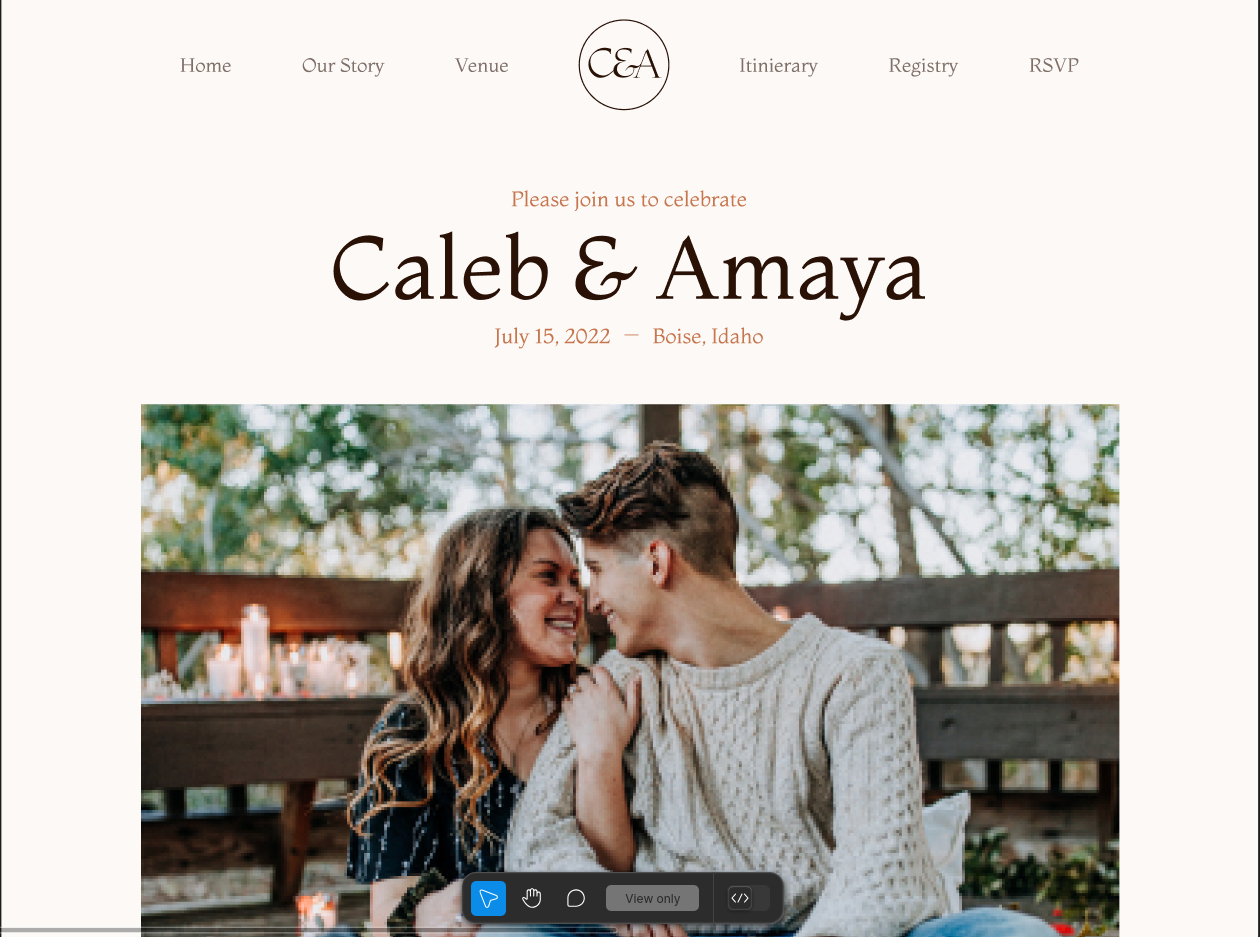 Home Our Story Venue C&A Itinierary Registry RSVP
Please join us to celebrate
Caleb & Amaya
July 15, 2022 — Boise, Idaho
View only